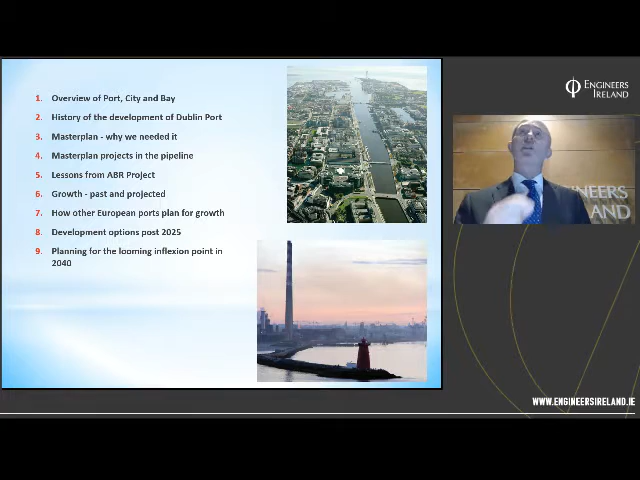 1. Overview of Port, City and Bay
2. History of the development of Dublin Port
3. Masterplan - why we needed it
4. Masterplan projects in the pipeline
5. Lessons from ABR Project
6. Growth - past and projected
7. How other European ports plan for growth
8. Development options post 2025
9. Planning for the looming inflexion point in
2040
ENGINEERS
IRELAND
NEERS
LAND
WWW.ENGINEERSIRELAND.IE